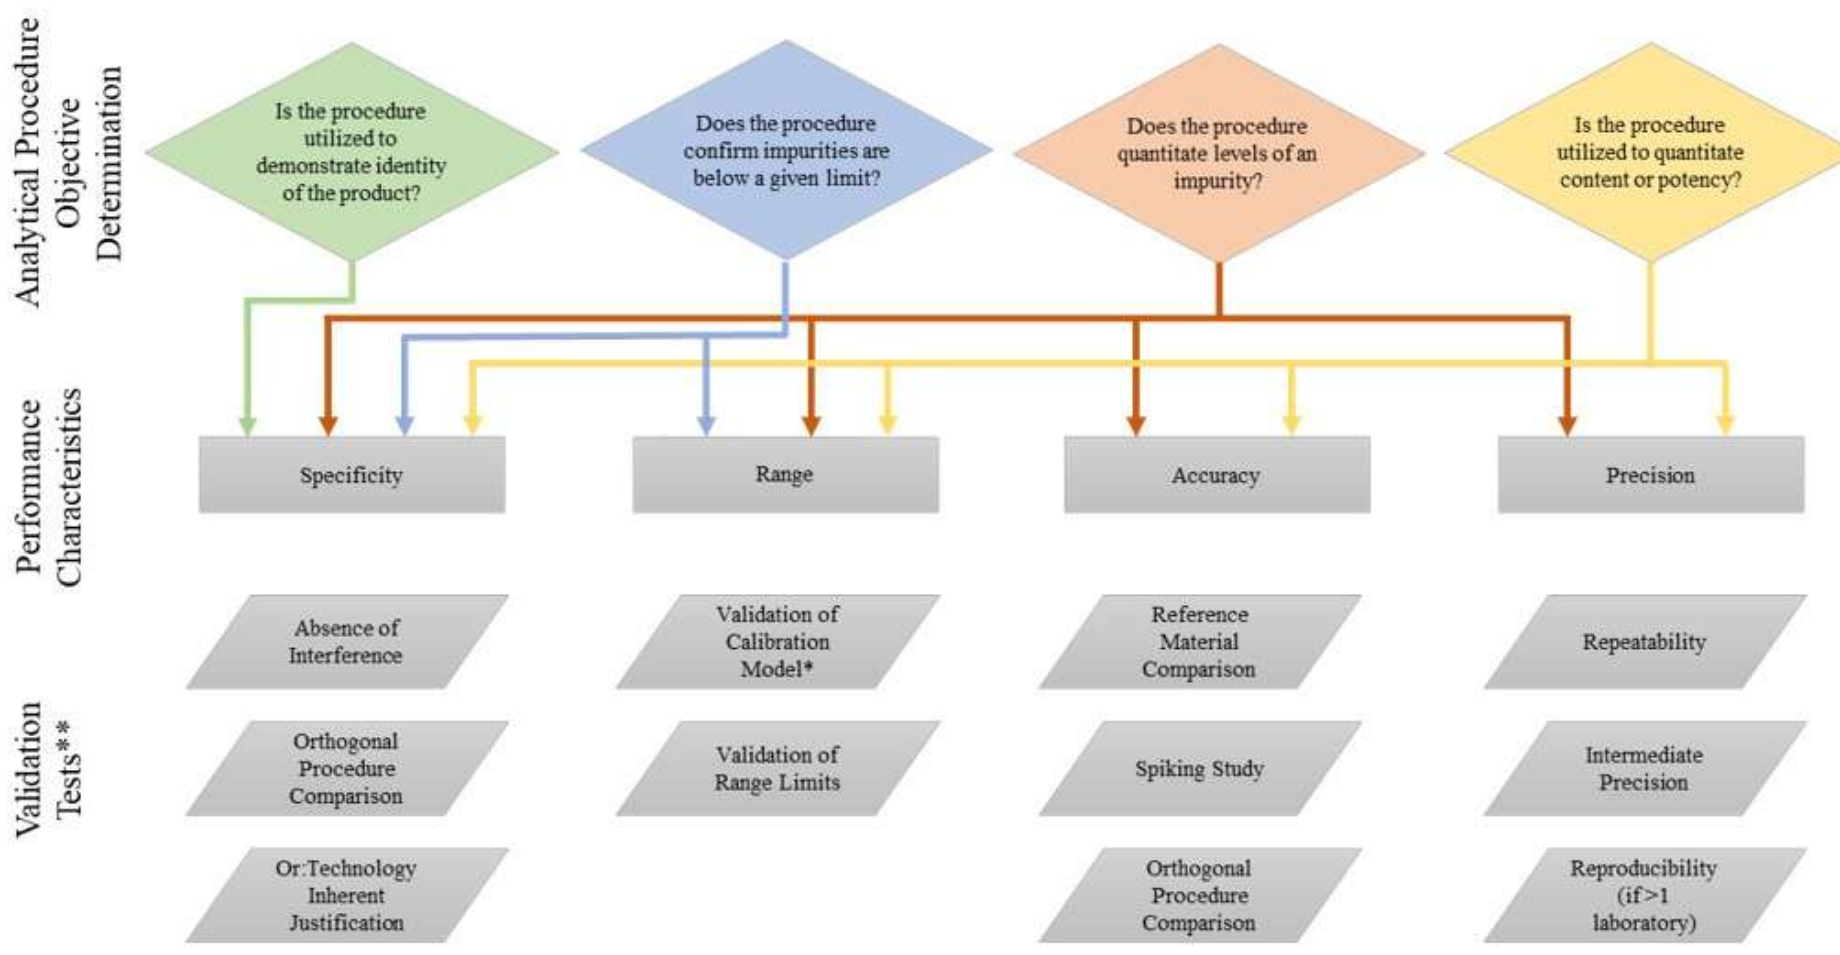 Analytical Procedure
Objective
Determination
Is the procedure
utilized to
demonstrate identity
of the product?
Does the procedure
confirm impurities are
below a given limit?
Does the procedure
quantitate levels of an
impurity?
Is the procedure
utilized to quantitate
content or potency?
Performance
Characteristics
Specificity
Range
Accuracy
Precision
Validation
Tests**
Absence of
Interference
Validation of
Calibration
Model*
Reference
Material
Comparison
Repeatability
Orthogonal
Procedure
Comparison
Validation of
Range Limits
Spiking Study
Intermediate
Precision
Or:Technology
Inherent
Justification
Orthogonal
Procedure
Comparison
Reproducibility
(if >1
laboratory)